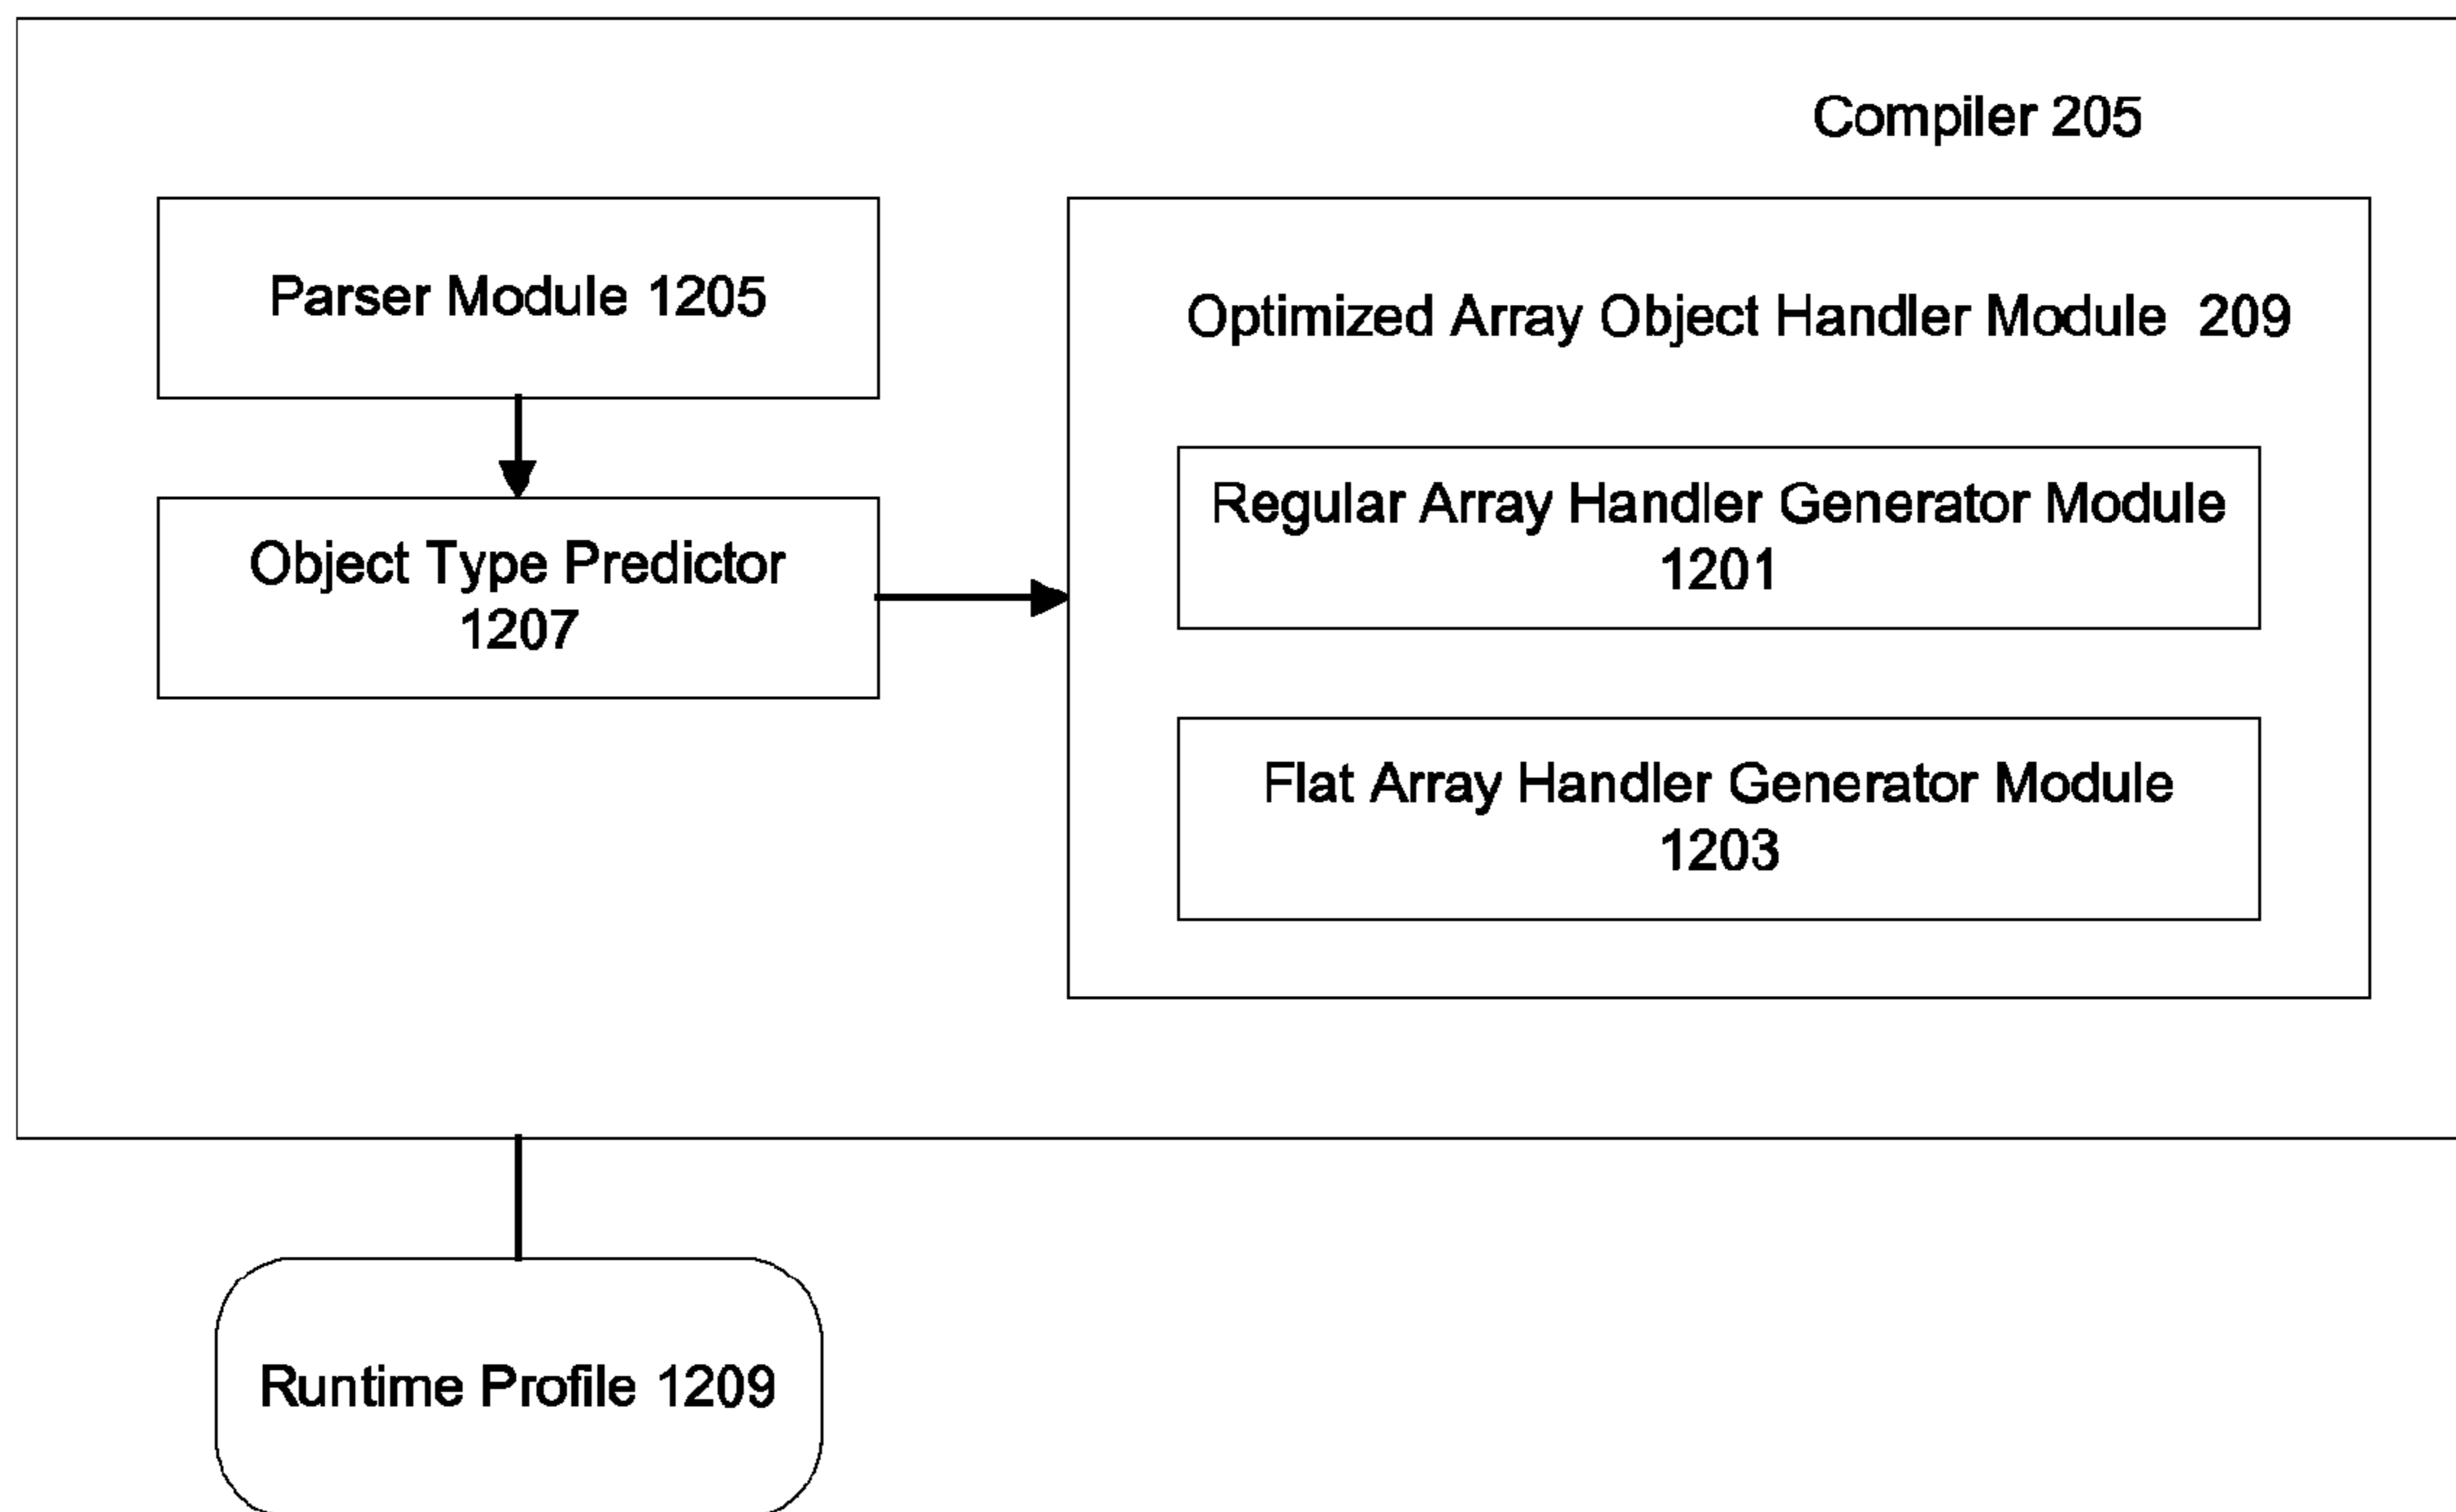 Compiler 205
Parser Module 1205
Object Type Predictor
1207
Optimized Array Object Handler Module 209
Regular Array Handler Generator Module
1201
Flat Array Handler Generator Module
1203
Runtime Profile 1209